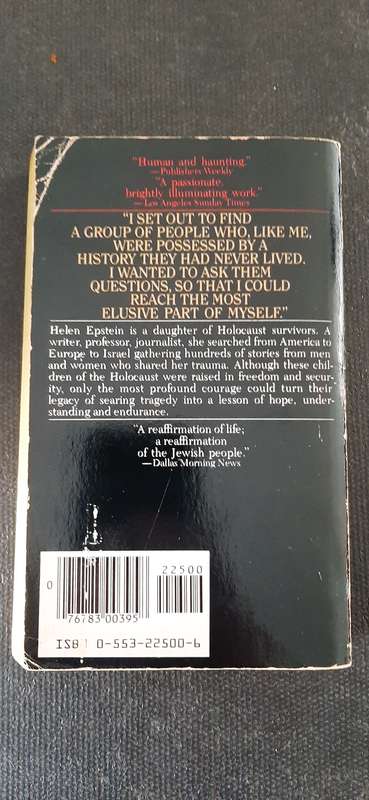 "Human and haunting."
—Publishers Weekly
"A passionate,
brightly illuminating work."
—Los Angeles Sunday Times
"I SET OUT TO FIND
A GROUP OF PEOPLE WHO, LIKE ME,
WERE POSSESSED BY A
HISTORY THEY HAD NEVER LIVED.
I WANTED TO ASK THEM
QUESTIONS, SO THAT I COULD
REACH THE MOST
ELUSIVE PART OF MYSELF."
Helen Epstein is a daughter of Holocaust survivors. A
writer, professor, journalist, she searched from America to
Europe to Israel gathering hundreds of stories from men
and women who shared her trauma. Although these chil-
dren of the Holocaust were raised in freedom and secur-
ity, only the most profound courage could turn their
legacy of searing tragedy into a lesson of hope, under-
standing and endurance.
"A reaffirmation of life;
a reaffirmation
of the Jewish people."
—Dallas Morning News
22500
0
76783 00395
ISB 0-553-22500-6